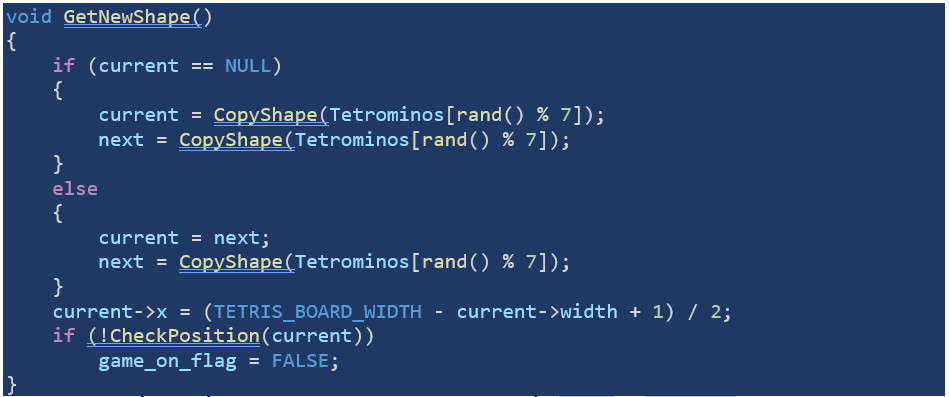 void GetNewShape()
{
    if (current == NULL)
    {
        current = CopyShape(Tetrominos[rand() % 7]);
        next = CopyShape(Tetrominos[rand() % 7]);
    }
    else
    {
        current = next;
        next = CopyShape(Tetrominos[rand() % 7]);
    }
    current->x = (TETRIS_BOARD_WIDTH - current->width + 1) / 2;
    if (!CheckPosition(current))
        game_on_flag = FALSE;
}